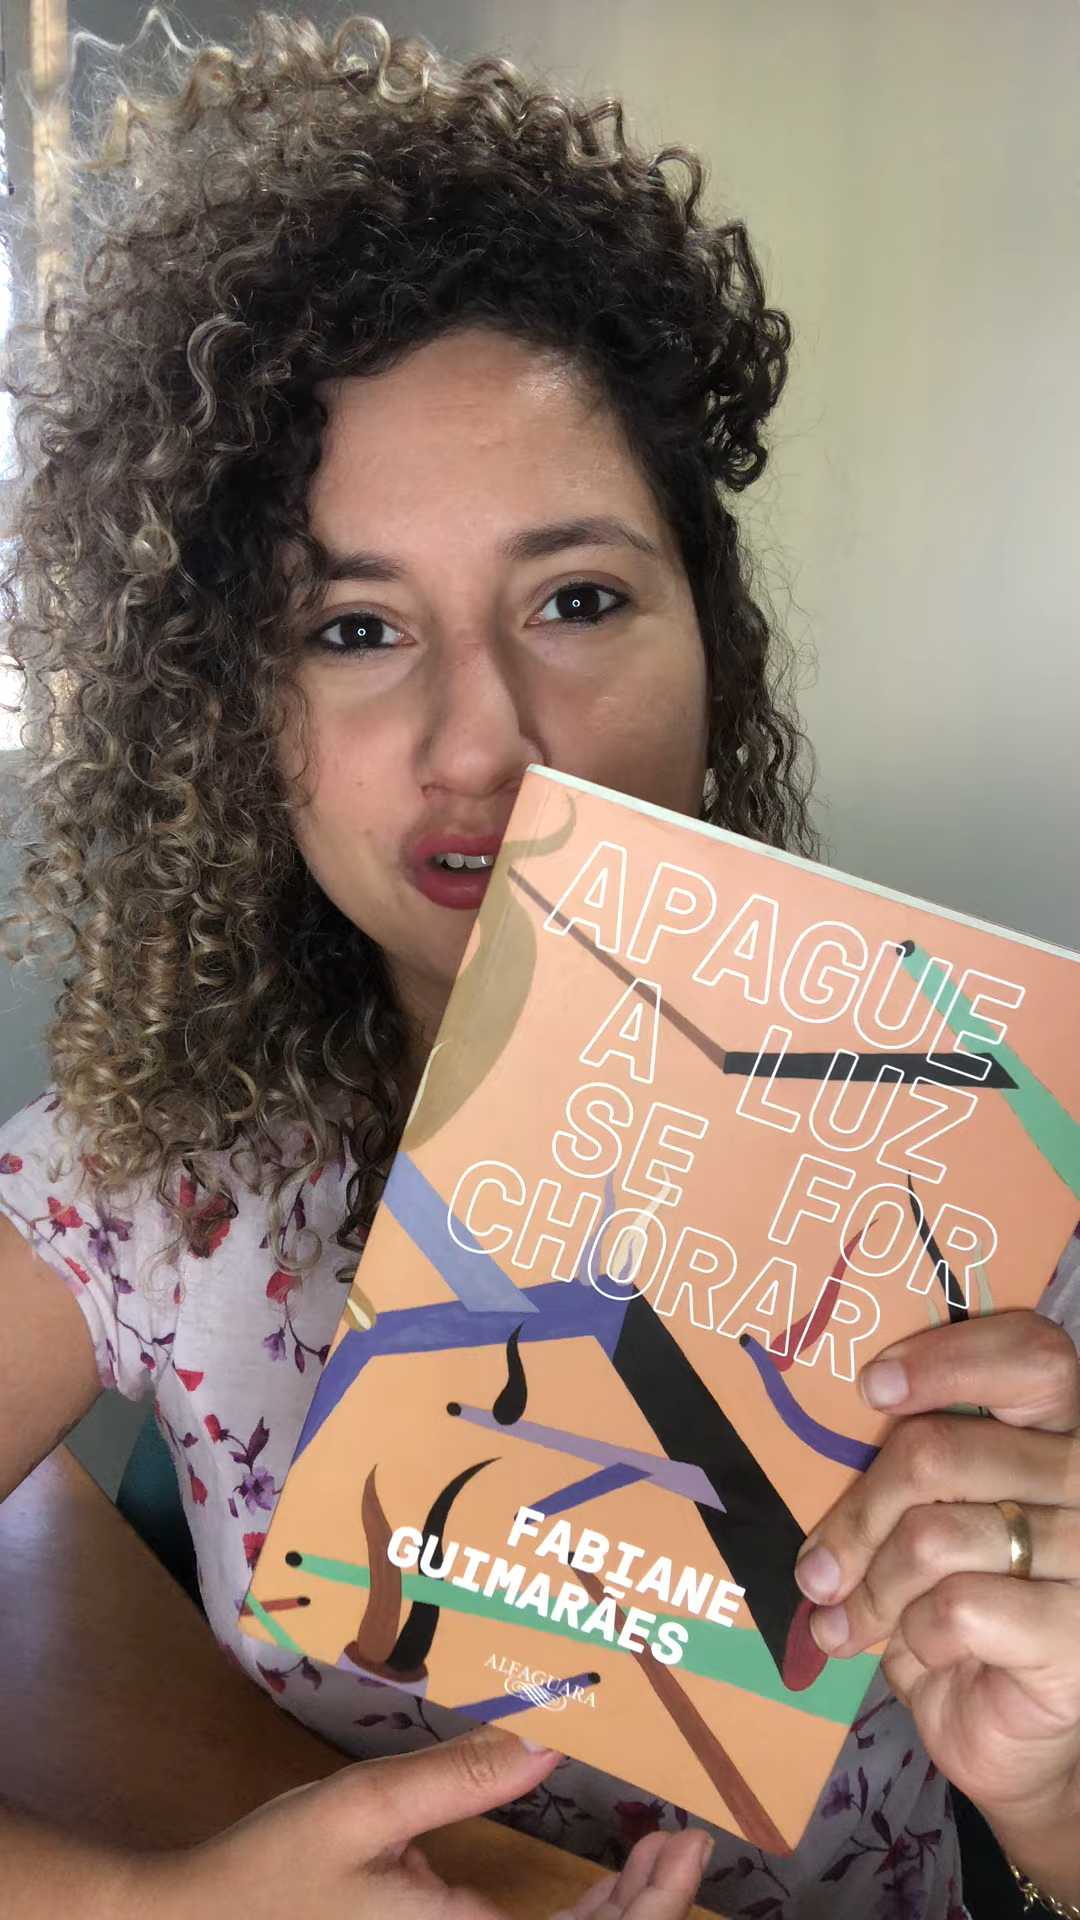 APAGUE
A LUZ
SE FOR
CHORAR
FABIANE
GUIMARÃES
ALFAGUARA